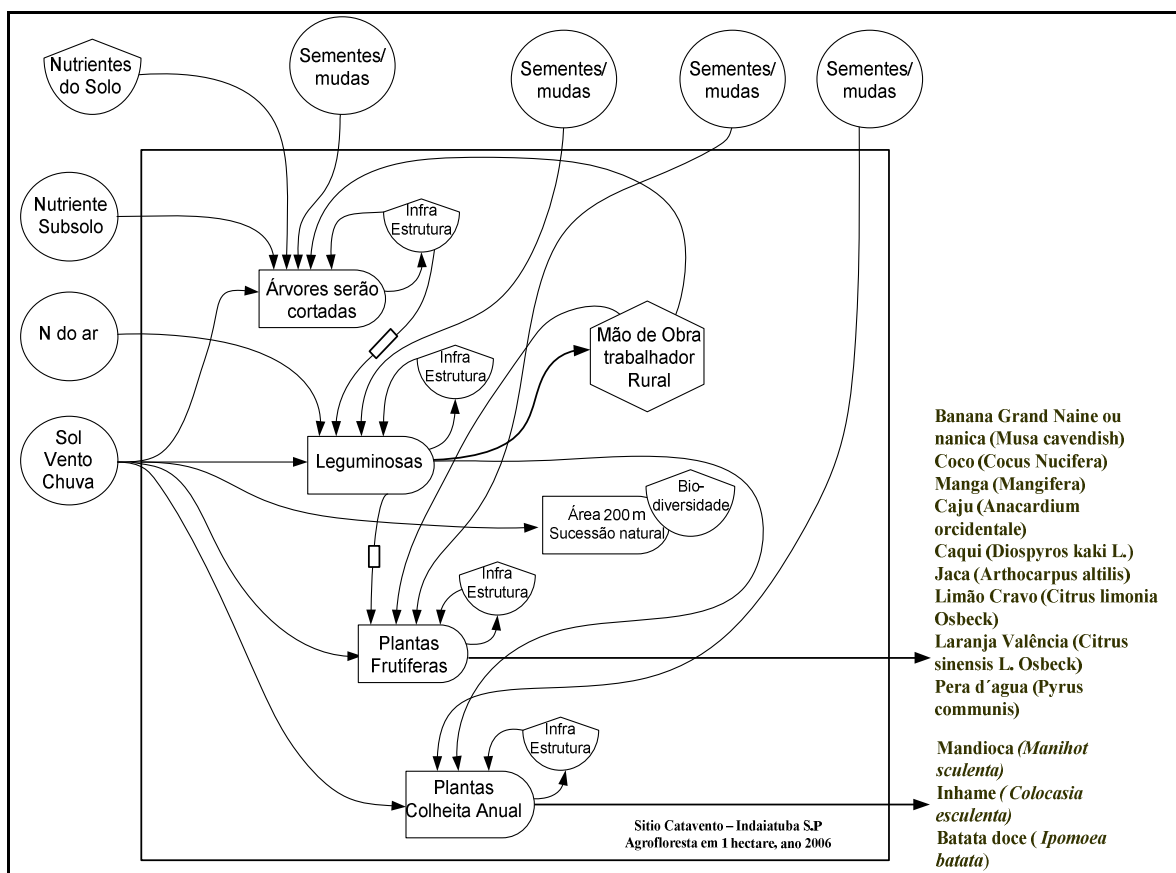 Nutrientes
do Solo
Sementes/
mudas
Sementes/
mudas
Sementes/
mudas
Sementes/
mudas
Nutriente
Subsolo
Infra
Estrutura
Árvores serão
cortadas
N do ar
Mão de Obra
trabalhador
Rural
Infra
Estrutura
Sol
Vento
Chuva
Leguminosas
Bio-
diversidade
Área 200 m
Sucessão natural
Infra
Estrutura
Plantas
Frutíferas
Infra
Estrutura
Plantas
Colheita Anual
Sitio Catavento – Indaiatuba S.P
Agrofloresta em 1 hectare, ano 2006
Banana Grand Naine ou
nanica (Musa cavendish)
Coco (Cocus Nucifera)
Manga (Mangifera)
Caju (Anacardium
orcidentale)
Caqui (Diospyros kaki L.)
Jaca (Arthocarpus altilis)
Limão Cravo (Citrus limonia
Osbeck)
Laranja Valência (Citrus
sinensis L. Osbeck)
Pera d´agua (Pyrus
communis)
Mandioca (Manihot
sculenta)
Inhame ( Colocasia
esculenta)
Batata doce ( Ipomoea
batata)